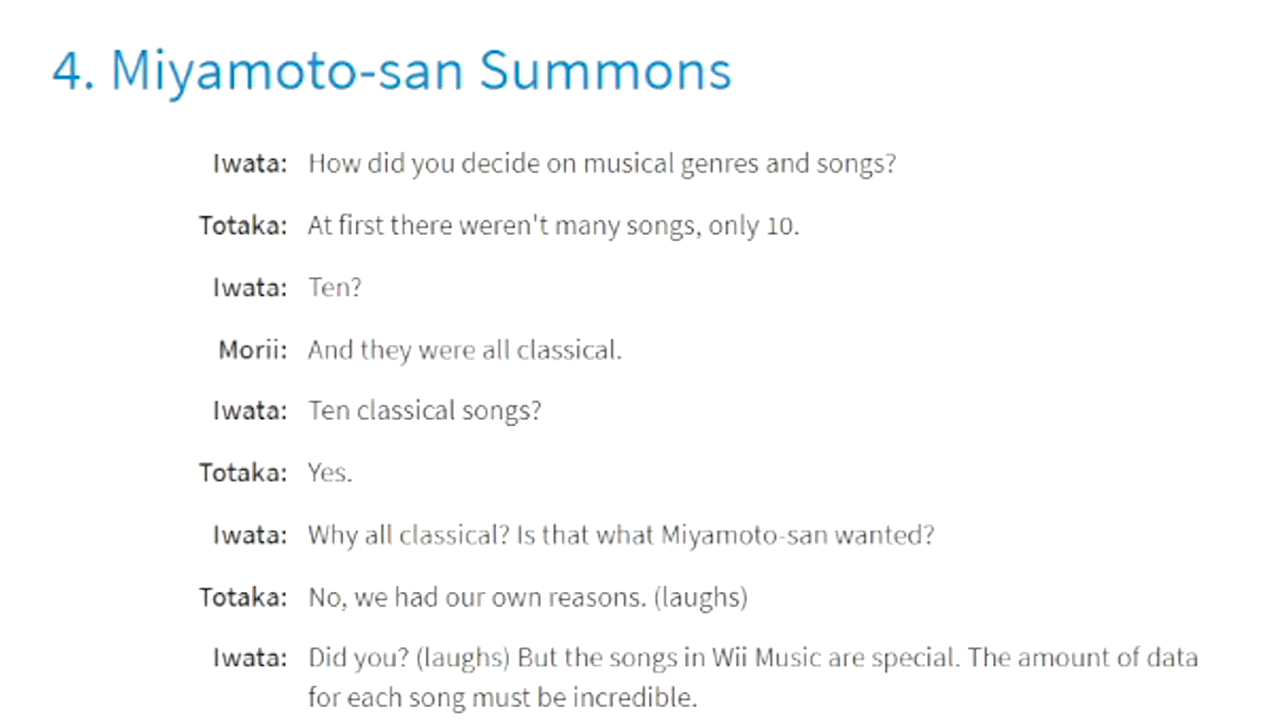 4. Miyamoto-san Summons
Iwata: How did you decide on musical genres and songs?
Totaka: At first there weren't many songs, only 10.
Iwata: Ten?
Morii: And they were all classical.
Iwata: Ten classical songs?
Totaka: Yes.
Iwata: Why all classical? Is that what Miyamoto-san wanted?
Totaka: No, we had our own reasons. (laughs)
Iwata: Did you? (laughs) But the songs in Wii Music are special. The amount of data
for each song must be incredible.